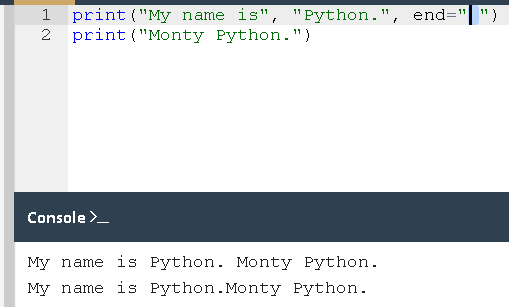 1 print("My name is", "Python.", end=" ")
2 print("Monty Python.")
Console >_
My name is Python. Monty Python.
My name is Python.Monty Python.